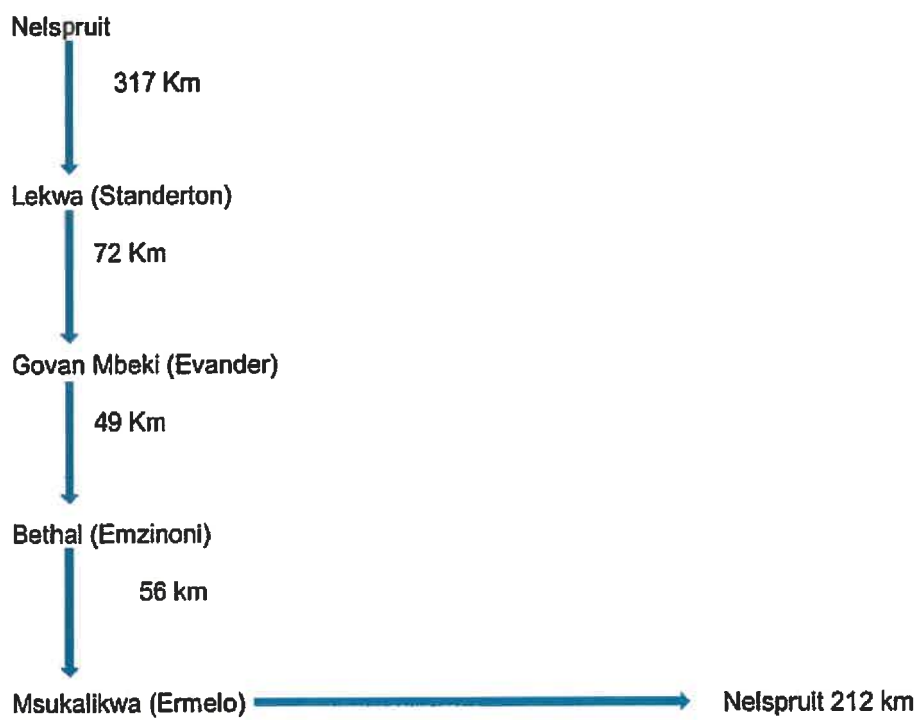 Nelspruit
317 Km
Lekwa (Standerton)
72 Km
Govan Mbeki (Evander)
49 Km
Bethal (Emzinoni)
56 km
Msukalikwa (Ermelo)
Nelspruit 212 km